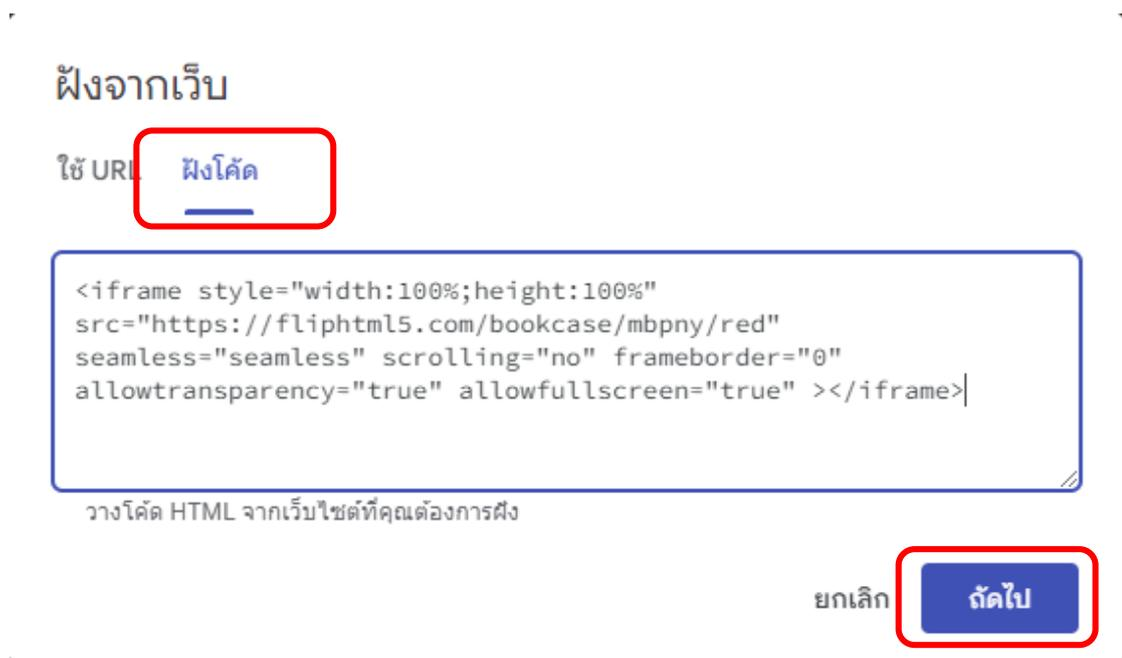 ฝังจากเว็บ
ใช้ URL ฝังโค้ด
<iframe style="width:100%;height:100%"
src="https://fliphtml5.com/bookcase/mbpny/red"
seamless="seamless" scrolling="no" frameborder="0"
allowtransparency="true" allowfullscreen="true" ></iframe>
วางโค้ด HTML จากเว็บไซต์ที่คุณต้องการฝัง
ยกเลิก ถัดไป